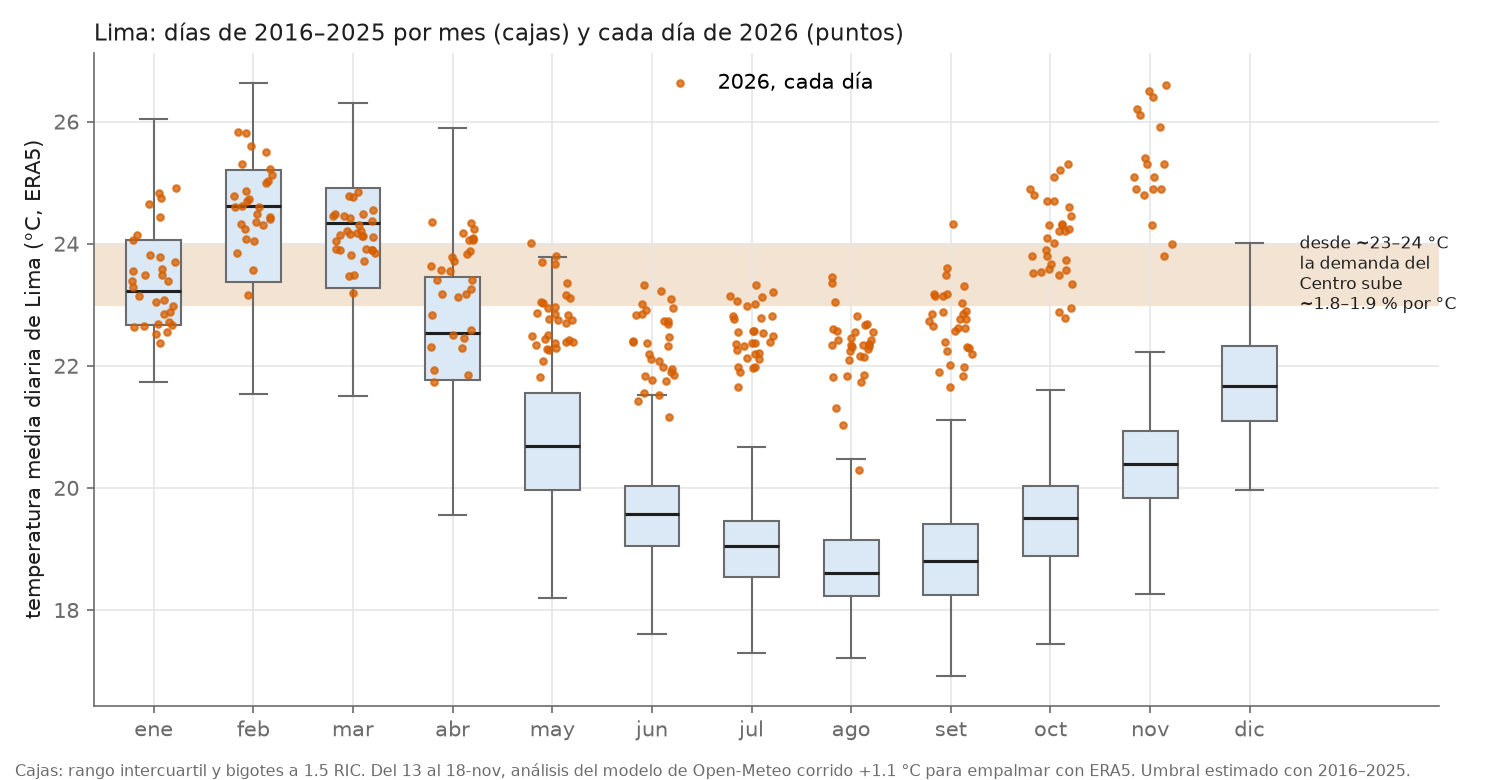 Lima: días de 2016–2025 por mes (cajas) y cada día de 2026 (puntos)
2026, cada día
temperatura media diaria de Lima (°C, ERA5)
26
24
22
20
18
desde ~23–24 °C
la demanda del
Centro sube
~1.8–1.9 % por °C
ene feb mar abr may jun jul ago set oct nov dic
Cajas: rango intercuartil y bigotes a 1.5 RIC. Del 13 al 18-nov, análisis del modelo de Open-Meteo corrido +1.1 °C para empalmar con ERA5. Umbral estimado con 2016–2025.